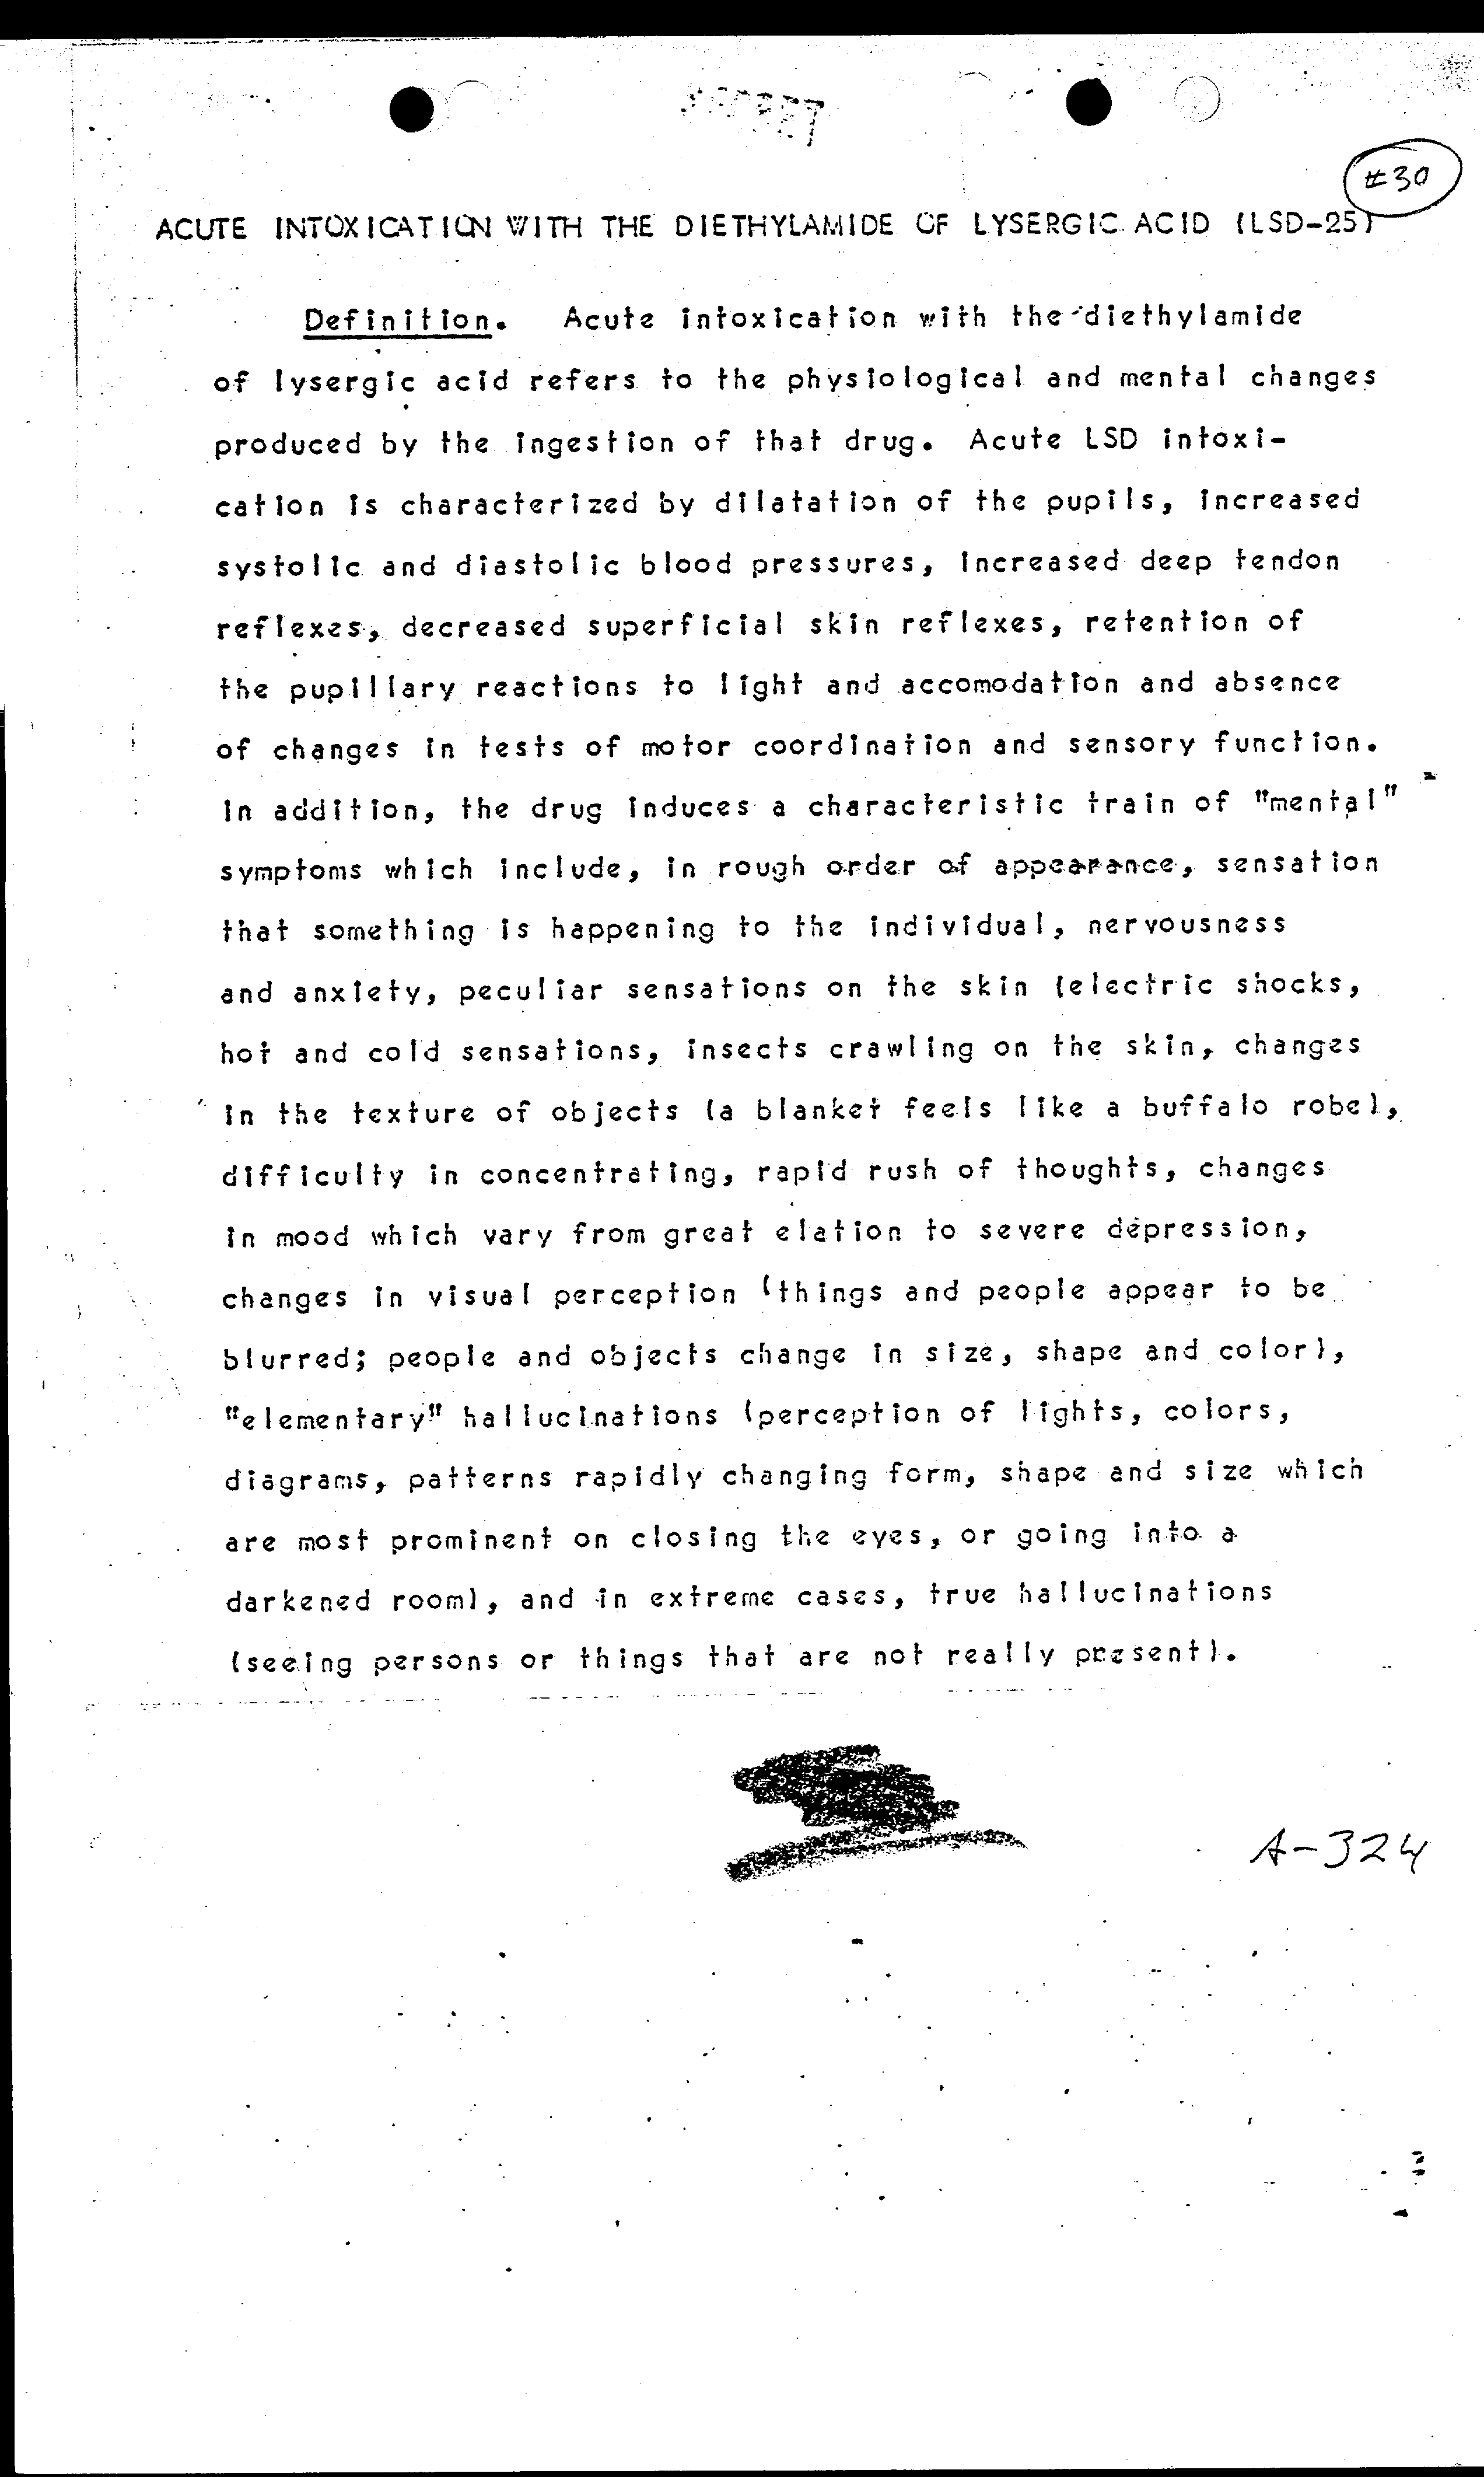 #30
ACUTE INTOXICATION WITH THE DIETHYLAMIDE OF LYSERGIC ACID (LSD-25)
Definition. Acute intoxication with the diethylamide
of lysergic acid refers to the physiological and mental changes
produced by the ingestion of that drug. Acute LSD intoxi-
cation is characterized by dilatation of the pupils, increased
systolic and diastolic blood pressures, increased deep tendon
reflexes, decreased superficial skin reflexes, retention of
the pupillary reactions to light and accomodation and absence
of changes in tests of motor coordination and sensory function.
In addition, the drug induces a characteristic train of "mental"
symptoms which include, in rough order of appearance, sensation
that something is happening to the individual, nervousness
and anxiety, peculiar sensations on the skin (electric shocks,
hot and cold sensations, insects crawling on the skin, changes
in the texture of objects (a blanket feels like a buffalo robe),
difficulty in concentrating, rapid rush of thoughts, changes
in mood which vary from great elation to severe depression,
changes in visual perception (things and people appear to be
blurred; people and objects change in size, shape and color),
"elementary" hallucinations (perception of lights, colors,
diagrams, patterns rapidly changing form, shape and size which
are most prominent on closing the eyes, or going into a
darkened room), and in extreme cases, true hallucinations
(seeing persons or things that are not really present).
A-324